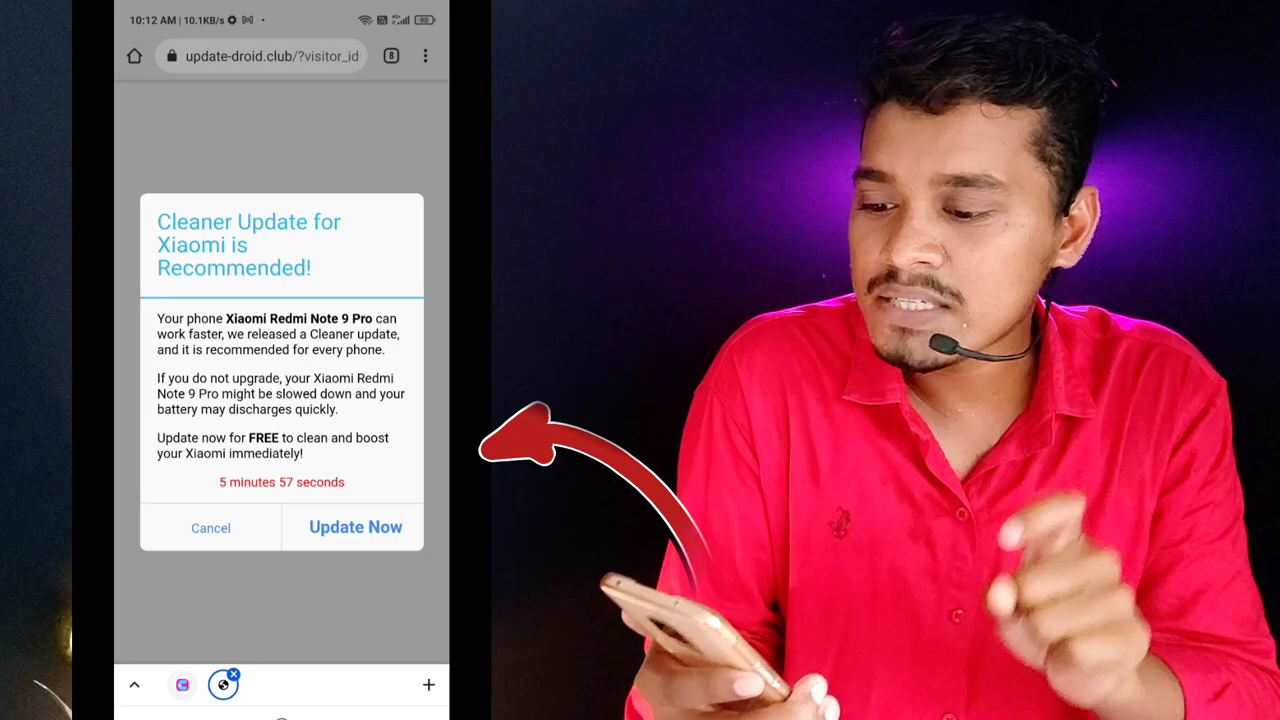 10:12 AM | 10.1KB/s
90
update-droid.club/?visitor_id
8
Cleaner Update for
Xiaomi is
Recommended!
Your phone Xiaomi Redmi Note 9 Pro can
work faster, we released a Cleaner update,
and it is recommended for every phone.
If you do not upgrade, your Xiaomi Redmi
Note 9 Pro might be slowed down and your
battery may discharges quickly.
Update now for FREE to clean and boost
your Xiaomi immediately!
5 minutes 57 seconds
Cancel
Update Now